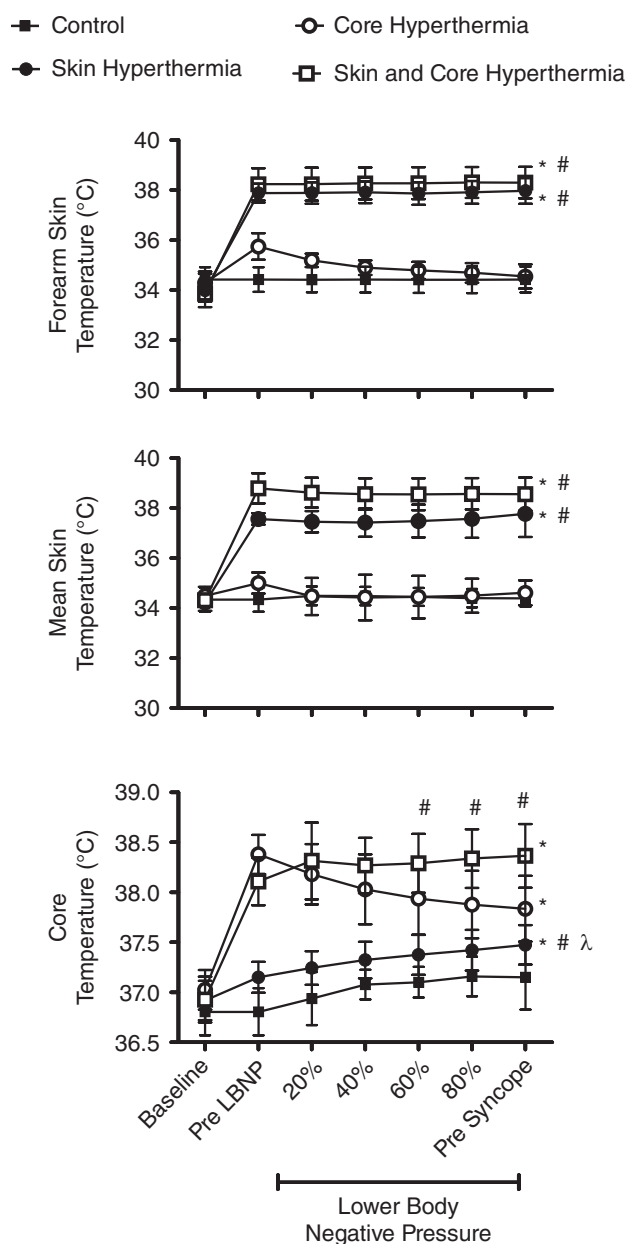 Control
Core Hyperthermia
Skin Hyperthermia
Skin and Core Hyperthermia
Forearm Skin
Temperature (°C)
40
38
36
34
32
30
* #
* #
Mean Skin
Temperature (°C)
40
38
36
34
32
30
* #
* #
Core
Temperature (°C)
39.0
38.5
38.0
37.5
37.0
36.5
# # #
*
*
* # λ
Baseline
Pre LBNP
20%
40%
60%
80%
Pre Syncope
Lower Body
Negative Pressure